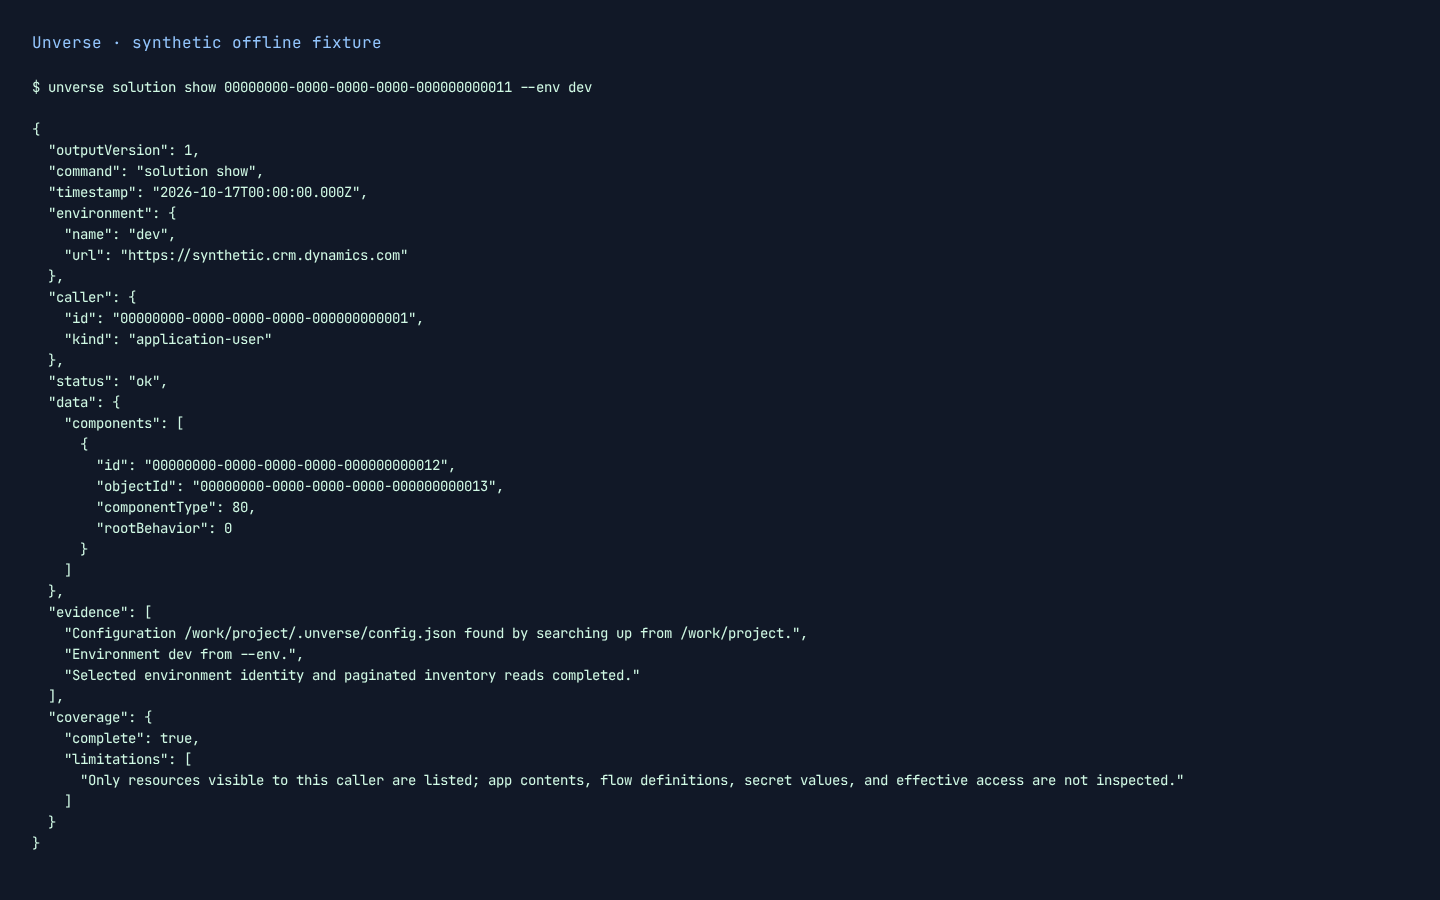 Unverse · synthetic offline fixture
$ unverse solution show 00000000-0000-0000-0000-000000000011 --env dev
{
  "outputVersion": 1,
  "command": "solution show",
  "timestamp": "2026-10-17T00:00:00.000Z",
  "environment": {
    "name": "dev",
    "url": "https://synthetic.crm.dynamics.com"
  },
  "caller": {
    "id": "00000000-0000-0000-0000-000000000001",
    "kind": "application-user"
  },
  "status": "ok",
  "data": {
    "components": [
      {
        "id": "00000000-0000-0000-0000-000000000012",
        "objectId": "00000000-0000-0000-0000-000000000013",
        "componentType": 80,
        "rootBehavior": 0
      }
    ]
  },
  "evidence": [
    "Configuration /work/project/.unverse/config.json found by searching up from /work/project.",
    "Environment dev from --env.",
    "Selected environment identity and paginated inventory reads completed."
  ],
  "coverage": {
    "complete": true,
    "limitations": [
      "Only resources visible to this caller are listed; app contents, flow definitions, secret values, and effective access are not inspected."
    ]
  }
}